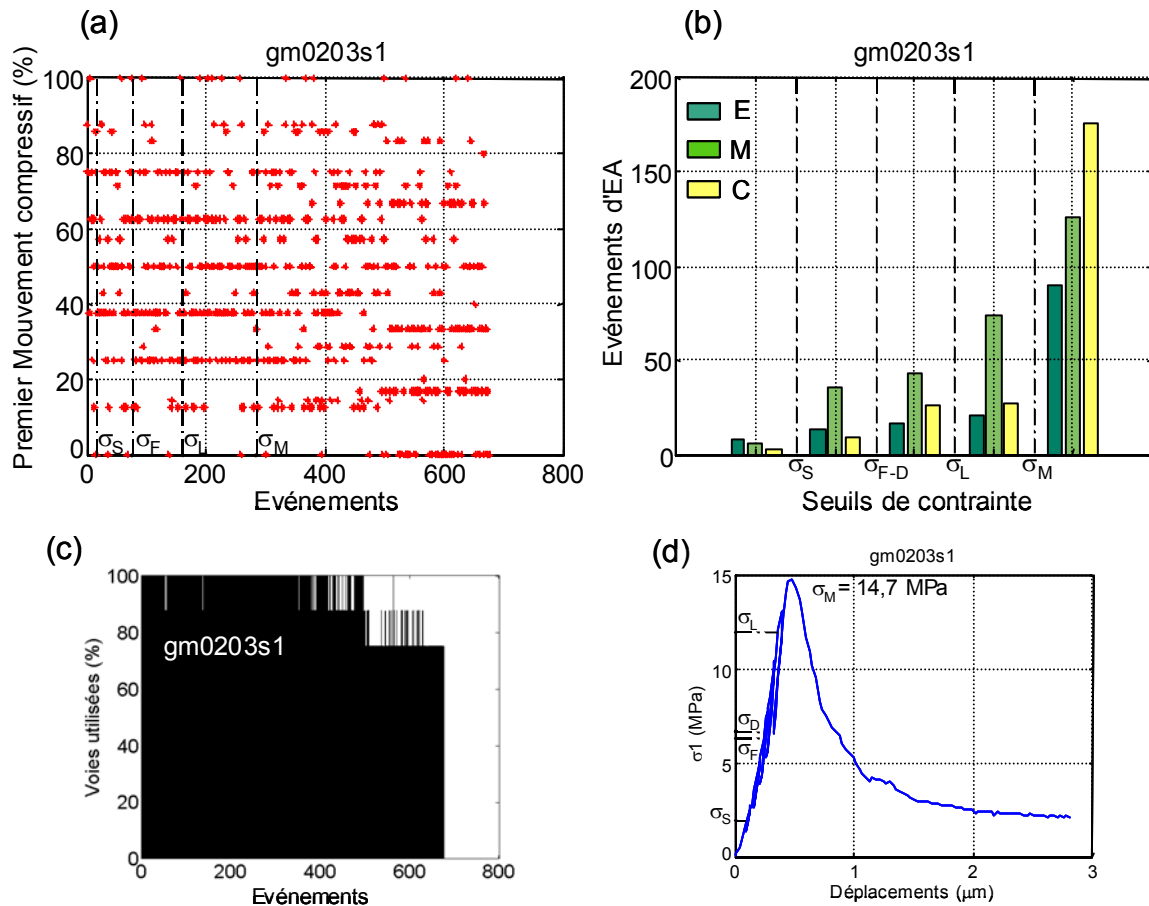 (a)
gm0203s1
Premier Mouvement compressif (%)
100
80
60
40
20
0
σS
σF
σL
σM
0
200
400
600
800
Evénements
(b)
gm0203s1
Evénements d'EA
200
150
100
50
0
E
M
C
σS
σF-D
σL
σM
Seuils de contrainte
(c)
Voies utilisées (%)
100
80
60
40
20
0
gm0203s1
0
200
400
600
800
Evénements
(d)
gm0203s1
σ1 (MPa)
15
10
5
0
σM= 14,7 MPa
σL
σD
σF
σS
0
1
2
3
Déplacements (μm)